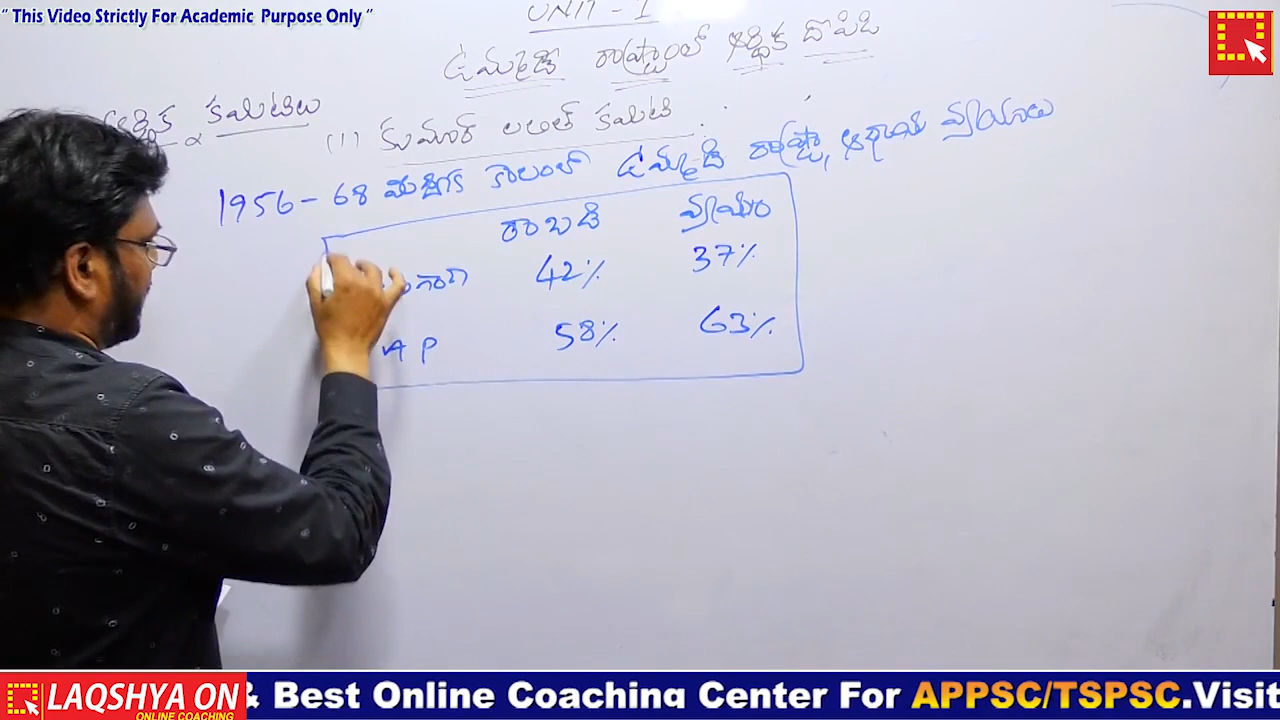 “ This Video Strictly For Academic Purpose Only ”
UNIT - I
ఉమ్మడి రాష్ట్రంలో ఆర్థిక దోపిడి
ఆర్థిక కమిటీలు
(1) కుమార్ లలిత్ కమిటీ :
1956 - 68 మధ్య కాలంలో ఉమ్మడి రాష్ట్ర, ఆదాయ వ్యయాలు
రాబడి వ్యయం
42% 37%
AP 58% 63%
LAQSHYA ON
ONLINE COACHING
& Best Online Coaching Center For APPSC/TSPSC.Visit